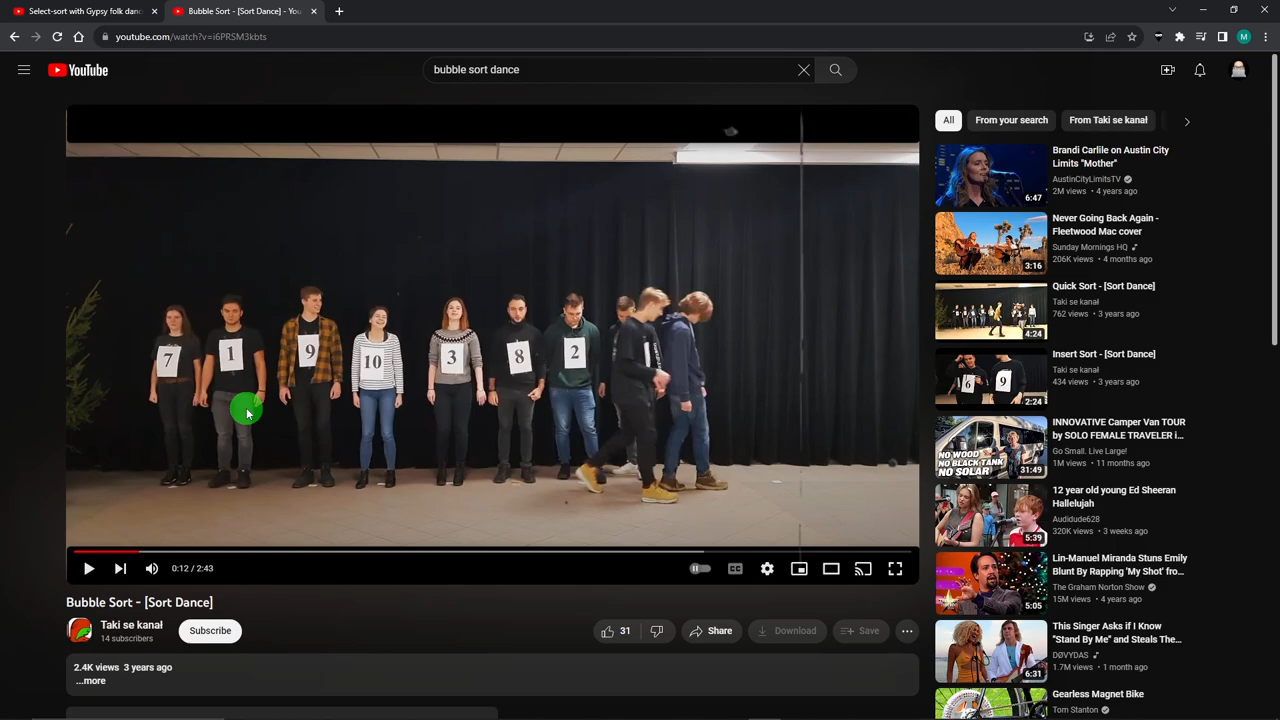 Select-sort with Gypsy folk danc
Bubble Sort - [Sort Dance] - You
youtube.com/watch?v=i6PRSM3kbts
M
YouTube
bubble sort dance
7
1
9
10
3
8
2
0:12 / 2:43
CC
Bubble Sort - [Sort Dance]
Taki se kanał
14 subscribers
Subscribe
31
Share
Download
Save
2.4K views 3 years ago
...more
All
From your search
From Taki se kanał
Brandi Carlile on Austin City
Limits "Mother"
AustinCityLimitsTV
2M views • 4 years ago
6:47
Never Going Back Again -
Fleetwood Mac cover
Sunday Mornings HQ
206K views • 4 months ago
3:16
Quick Sort - [Sort Dance]
Taki se kanał
762 views • 3 years ago
4:24
Insert Sort - [Sort Dance]
Taki se kanał
434 views • 3 years ago
6
9
2:24
INNOVATIVE Camper Van TOUR
by SOLO FEMALE TRAVELER i...
Go Small. Live Large!
1M views • 11 months ago
NO WOOD
NO BLACK TANK
NO SOLAR
31:49
12 year old young Ed Sheeran
Hallelujah
Audidude628
320K views • 3 weeks ago
5:39
Lin-Manuel Miranda Stuns Emily
Blunt By Rapping 'My Shot' fro...
The Graham Norton Show
15M views • 4 years ago
5:05
This Singer Asks if I Know
"Stand By Me" and Steals The...
DØVYDAS
1.7M views • 1 month ago
6:31
Gearless Magnet Bike
Tom Stanton